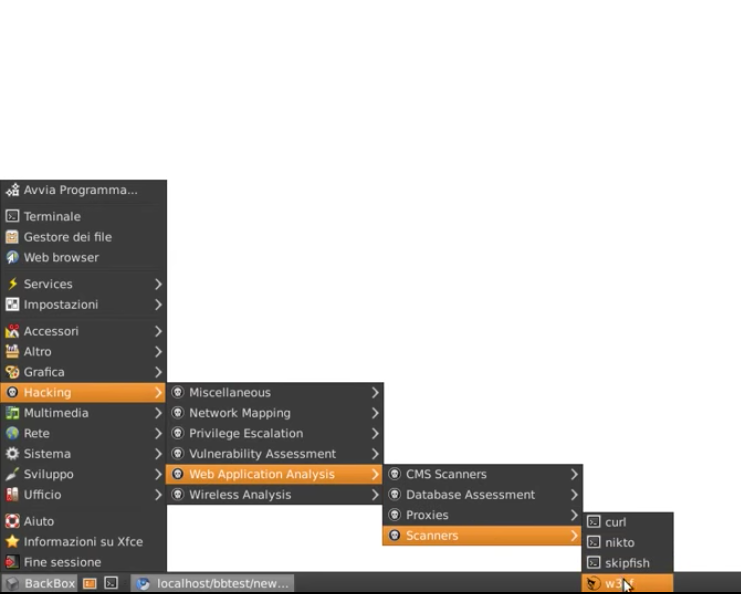 Avvia Programma...
Terminale
Gestore dei file
Web browser
Services
Impostazioni
Accessori
Altro
Grafica
Hacking
Multimedia
Rete
Sistema
Sviluppo
Ufficio
Aiuto
Informazioni su Xfce
Fine sessione
Miscellaneous
Network Mapping
Privilege Escalation
Vulnerability Assessment
Web Application Analysis
Wireless Analysis
CMS Scanners
Database Assessment
Proxies
Scanners
curl
nikto
skipfish
BackBox
localhost/bbtest/new...